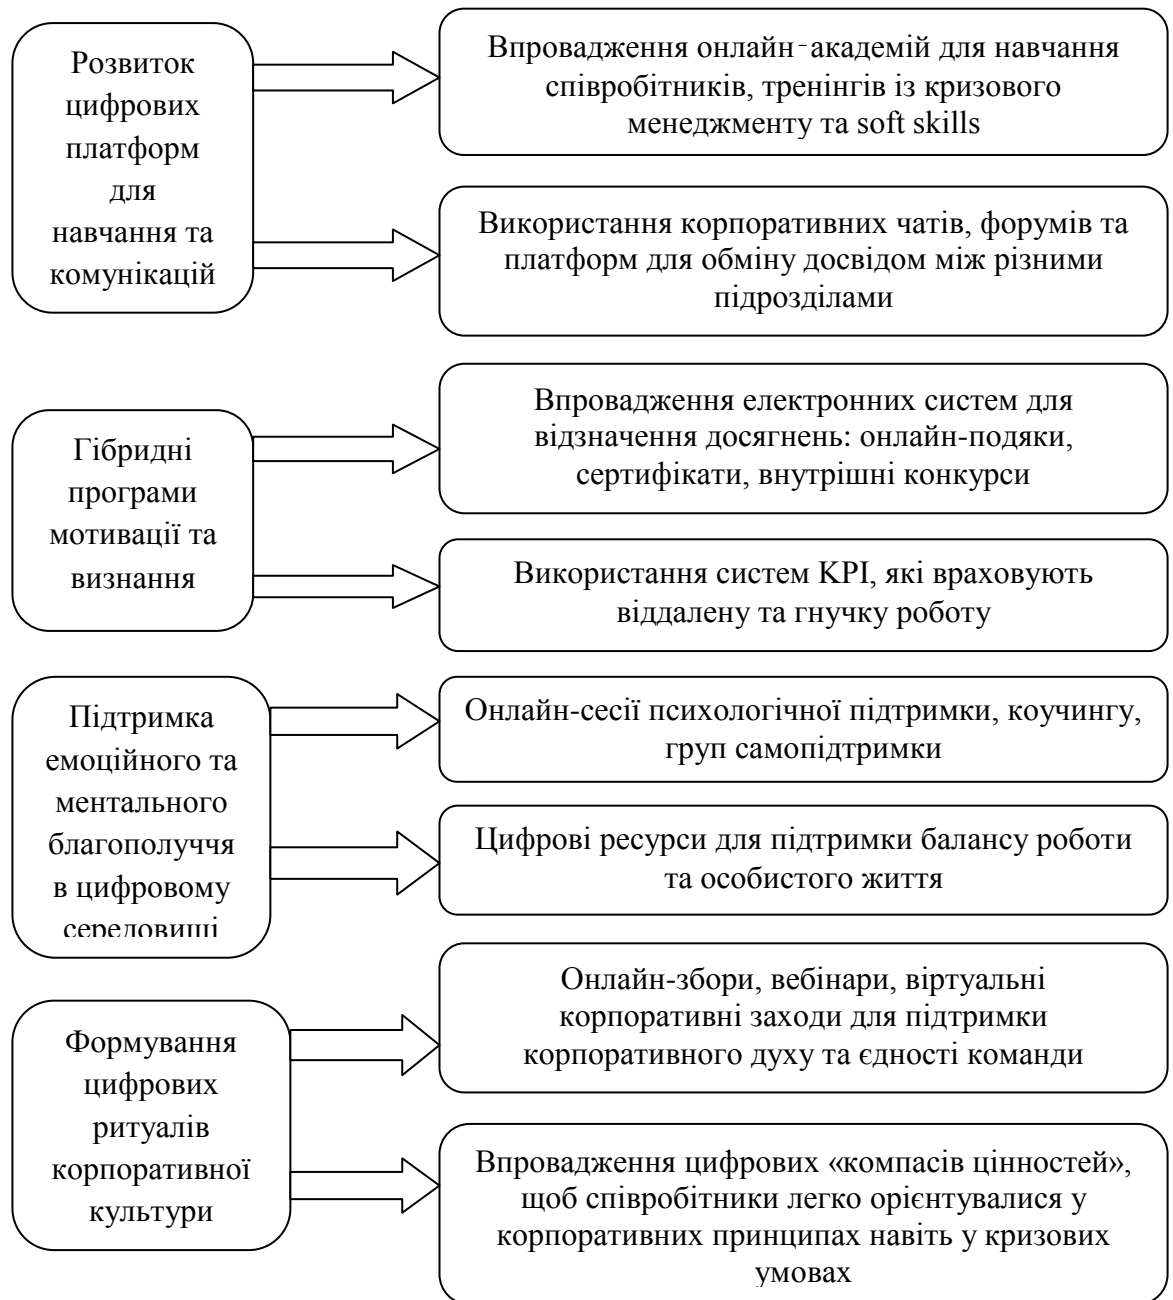 Розвиток
цифрових
платформ
для
навчання та
комунікацій
Впровадження онлайн-академій для навчання
співробітників, тренінгів із кризового
менеджменту та soft skills
Використання корпоративних чатів, форумів та
платформ для обміну досвідом між різними
підрозділами
Гібридні
програми
мотивації та
визнання
Впровадження електронних систем для
відзначення досягнень: онлайн-подяки,
сертифікати, внутрішні конкурси
Використання систем KPI, які враховують
віддалену та гнучку роботу
Підтримка
емоційного та
ментального
благополуччя
в цифровому
середовищі
Онлайн-сесії психологічної підтримки, коучингу,
груп самопідтримки
Цифрові ресурси для підтримки балансу роботи
та особистого життя
Формування
цифрових
ритуалів
корпоративної
культури
Онлайн-збори, вебінари, віртуальні
корпоративні заходи для підтримки
корпоративного духу та єдності команди
Впровадження цифрових «компасів цінностей»,
щоб співробітники легко орієнтувалися у
корпоративних принципах навіть у кризових
умовах